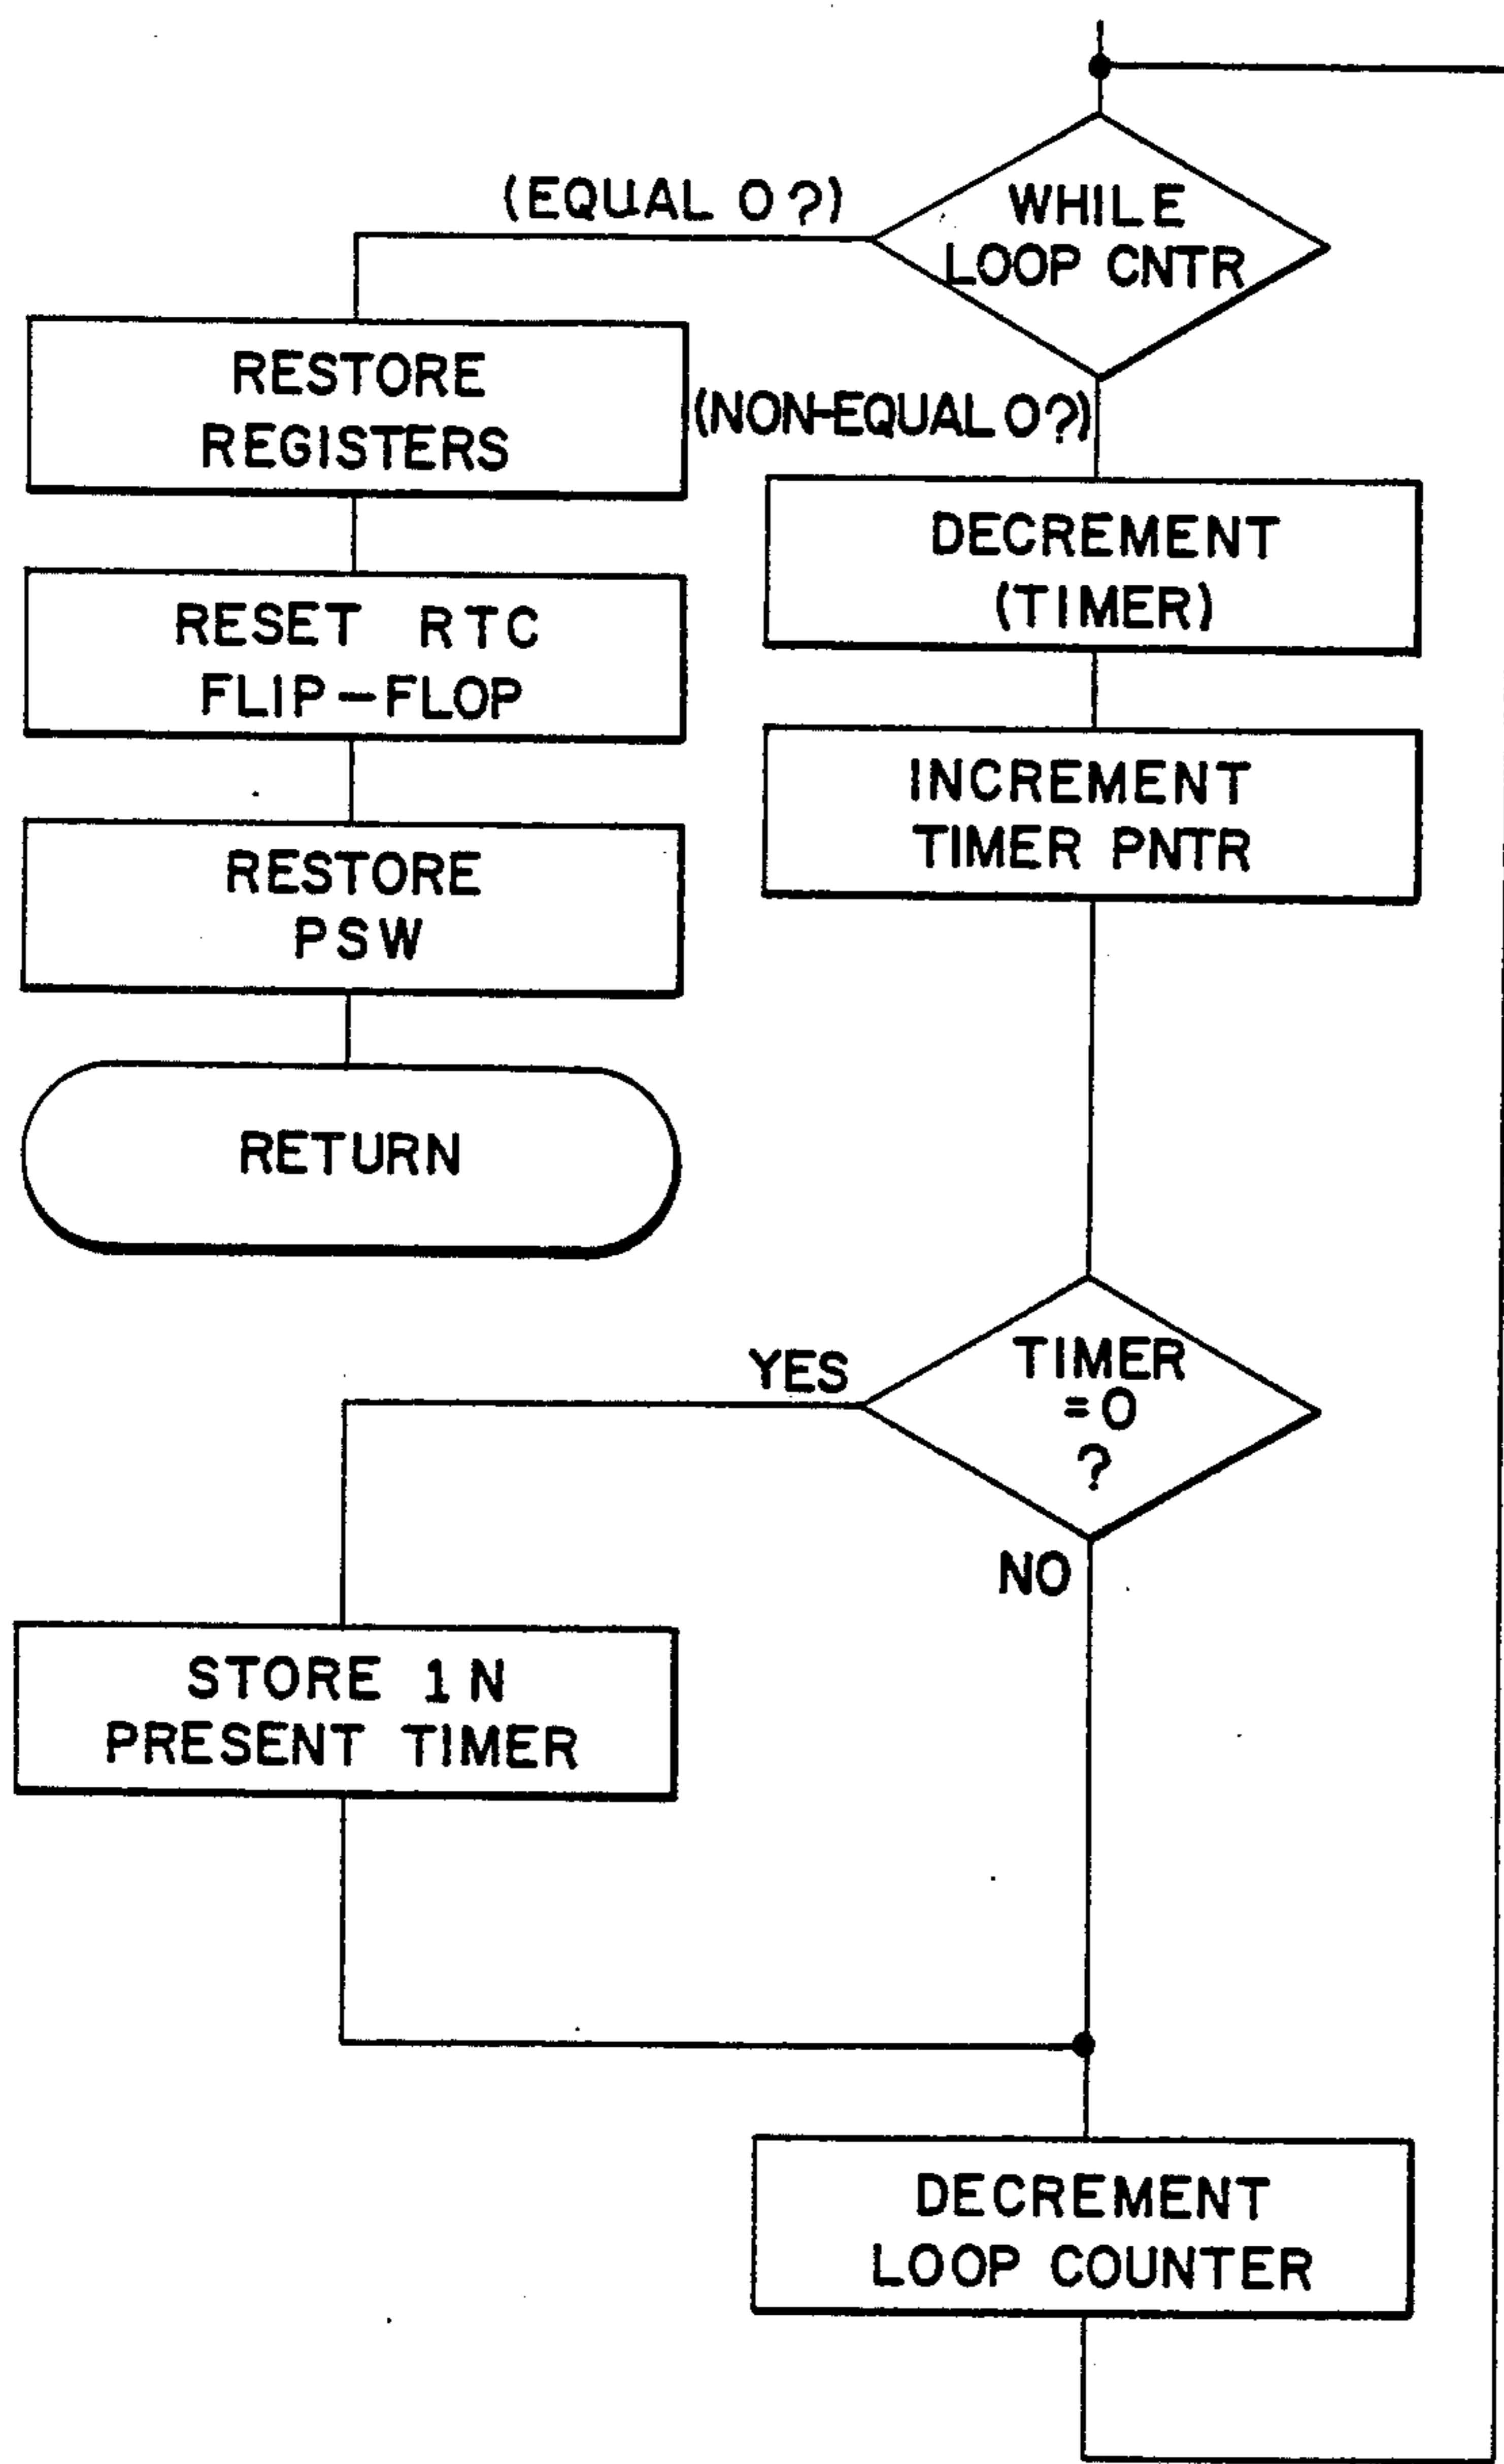 WHILE
LOOP CNTR
(EQUAL 0?)
(NON-EQUAL 0?)
RESTORE
REGISTERS
RESET RTC
FLIP-FLOP
RESTORE
PSW
RETURN
DECREMENT
(TIMER)
INCREMENT
TIMER PNTR
TIMER
=0
?
YES
NO
STORE 1 N
PRESENT TIMER
DECREMENT
LOOP COUNTER